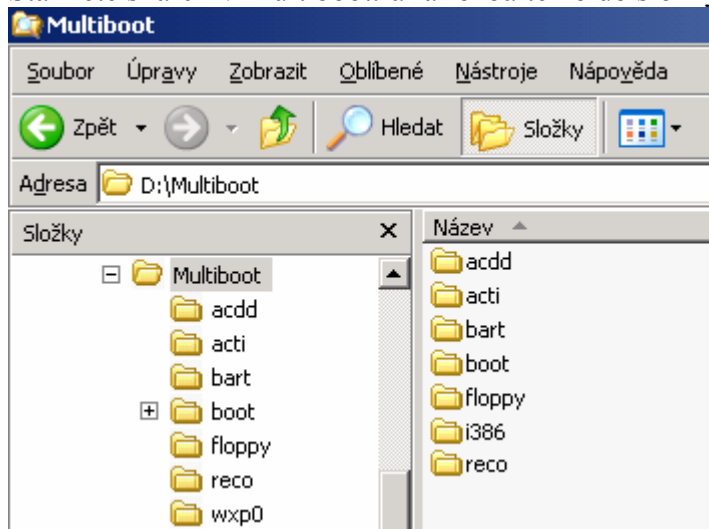 Multiboot
Soubor Úpravy Zobrazit Oblíbené Nástroje Nápověda
Zpět Hledat Složky
Adresa D:\Multiboot
Složky
Multiboot
acdd
acti
bart
boot
floppy
reco
wxp0
Název
acdd
acti
bart
boot
floppy
i386
reco